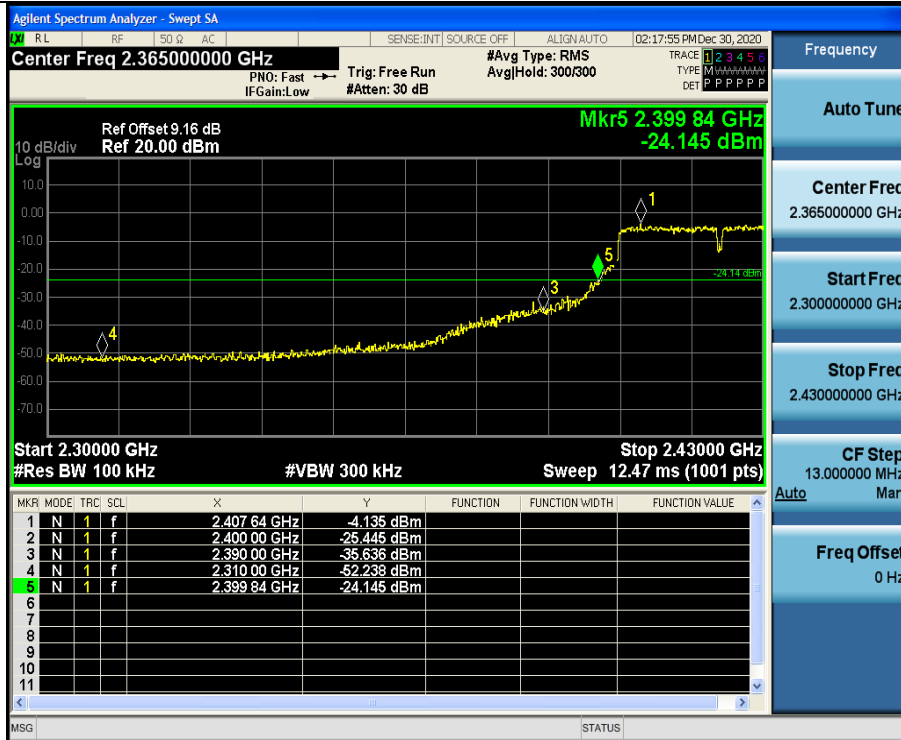 Agilent Spectrum Analyzer - Swept SA
LXI RL RF 50 Ω AC SENSE:INT SOURCE OFF ALIGN AUTO 02:17:55 PM Dec 30, 2020
Center Freq 2.365000000 GHz
PNO: Fast
IFGain:Low
Trig: Free Run
#Atten: 30 dB
#Avg Type: RMS
Avg|Hold: 300/300
TRACE 1 2 3 4 5 6
TYPE M
DET P P P P P P
Mkr5 2.399 84 GHz
-24.145 dBm
Ref Offset 9.16 dB
10 dB/div Ref 20.00 dBm
Log
10.0
0.00
-10.0
-20.0
-30.0
-40.0
-50.0
-60.0
-70.0
1
5
-24.14 dBm
3
4
Start 2.30000 GHz Stop 2.43000 GHz
#Res BW 100 kHz #VBW 300 kHz Sweep 12.47 ms (1001 pts)
MKR MODE TRC SCL X Y FUNCTION FUNCTION WIDTH FUNCTION VALUE
1 N 1 f 2.407 64 GHz -4.135 dBm
2 N 1 f 2.400 00 GHz -25.445 dBm
3 N 1 f 2.390 00 GHz -35.636 dBm
4 N 1 f 2.310 00 GHz -52.238 dBm
5 N 1 f 2.399 84 GHz -24.145 dBm
6
7
8
9
10
11
MSG STATUS
Frequency
Auto Tune
Center Freq
2.365000000 GHz
Start Freq
2.300000000 GHz
Stop Freq
2.430000000 GHz
CF Step
13.000000 MHz
Auto Man
Freq Offset
0 Hz